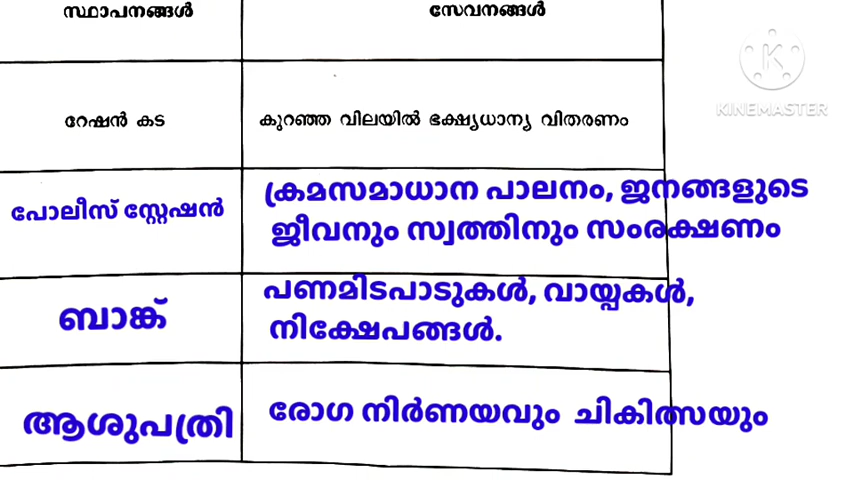 സ്ഥാപനങ്ങൾ സേവനങ്ങൾ
റേഷൻ കട കുറഞ്ഞ വിലയിൽ ഭക്ഷ്യധാന്യ വിതരണം
KINEMASTER
പോലീസ് സ്റ്റേഷൻ ക്രമസമാധാന പാലനം, ജനങ്ങളുടെ
ജീവനും സ്വത്തിനും സംരക്ഷണം
ബാങ്ക് പണമിടപാടുകൾ, വായ്പകൾ,
നിക്ഷേപങ്ങൾ.
ആശുപത്രി രോഗ നിർണയവും ചികിത്സയും